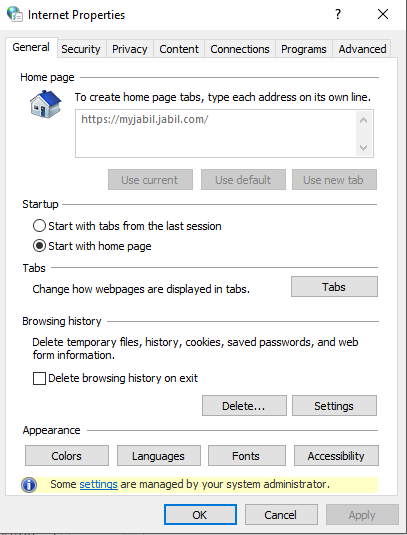 Internet Properties
General Security Privacy Content Connections Programs Advanced
Home page
To create home page tabs, type each address on its own line.
https://myjabil.jabil.com/
Use current Use default Use new tab
Startup
Start with tabs from the last session
Start with home page
Tabs
Change how webpages are displayed in tabs. Tabs
Browsing history
Delete temporary files, history, cookies, saved passwords, and web
form information.
Delete browsing history on exit
Delete... Settings
Appearance
Colors Languages Fonts Accessibility
Some settings are managed by your system administrator.
OK Cancel Apply